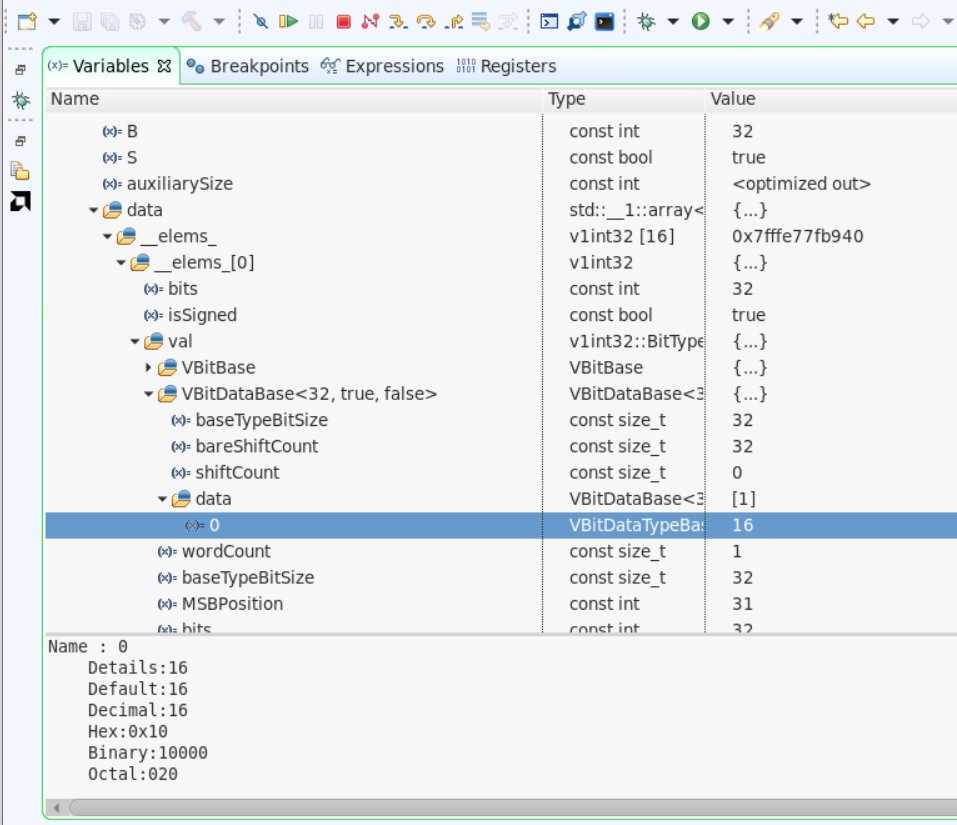 (x)= Variables Breakpoints Expressions 1010 0101 Registers
Name Type Value
(x)= B const int 32
(x)= S const bool true
(x)= auxiliarySize const int <optimized out>
data std::__1::array< {...}
__elems_ v1int32 [16] 0x7fffe77fb940
__elems_[0] v1int32 {...}
(x)= bits const int 32
(x)= isSigned const bool true
val v1int32::BitType {...}
VBitBase VBitBase {...}
VBitDataBase<32, true, false> VBitDataBase<3 {...}
(x)= baseTypeBitSize const size_t 32
(x)= bareShiftCount const size_t 32
(x)= shiftCount const size_t 0
data VBitDataBase<3 [1]
(x)= 0 VBitDataTypeBa 16
(x)= wordCount const size_t 1
(x)= baseTypeBitSize const size_t 32
(x)= MSBPosition const int 31
(x)= bits const int 32
Name : 0
Details:16
Default:16
Decimal:16
Hex:0x10
Binary:10000
Octal:020